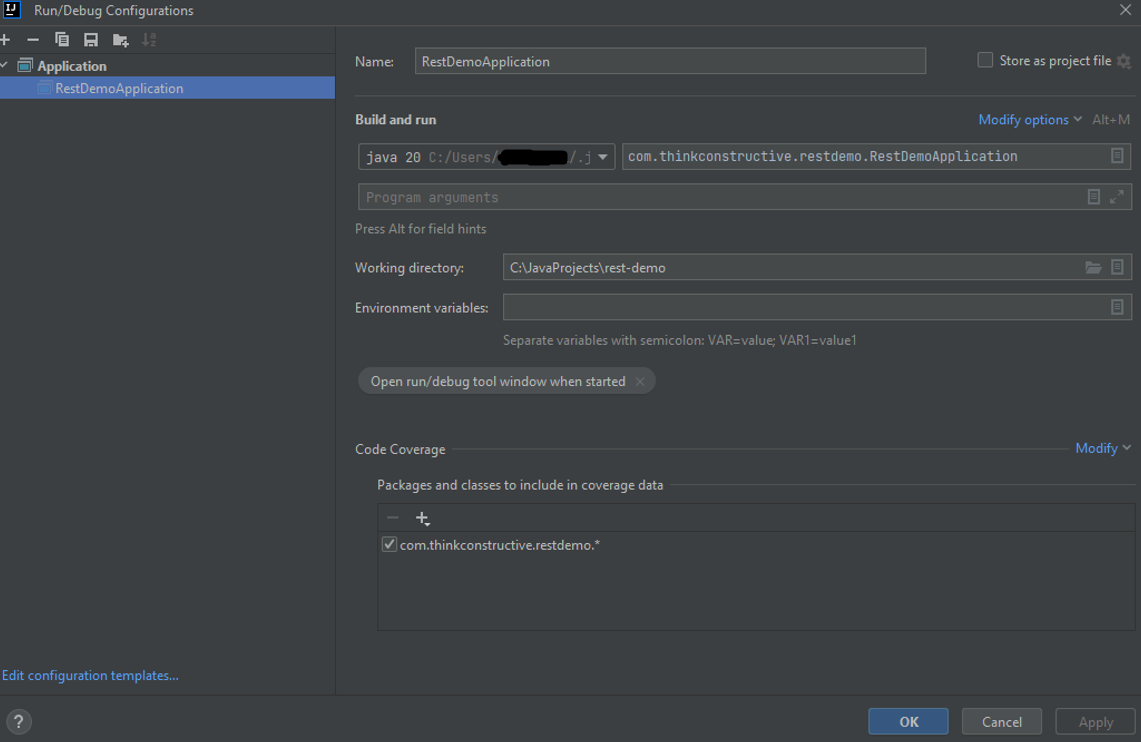 IJ Run/Debug Configurations
Application
RestDemoApplication
Name: RestDemoApplication Store as project file
Build and run Modify options Alt+M
java 20 C:/Users/ /.j com.thinkconstructive.restdemo.RestDemoApplication
Program arguments
Press Alt for field hints
Working directory: C:\JavaProjects\rest-demo
Environment variables:
Separate variables with semicolon: VAR=value; VAR1=value1
Open run/debug tool window when started
Code Coverage Modify
Packages and classes to include in coverage data
com.thinkconstructive.restdemo.*
Edit configuration templates...
? OK Cancel Apply